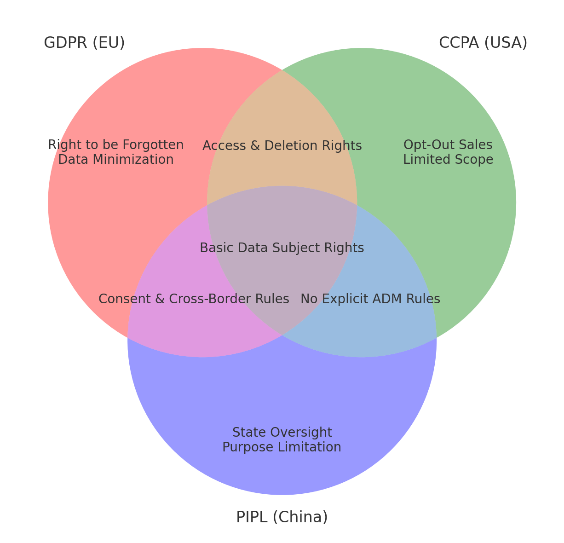 GDPR (EU)
CCPA (USA)
Right to be Forgotten
Data Minimization
Access & Deletion Rights
Opt-Out Sales
Limited Scope
Basic Data Subject Rights
Consent & Cross-Border Rules
No Explicit ADM Rules
State Oversight
Purpose Limitation
PIPL (China)